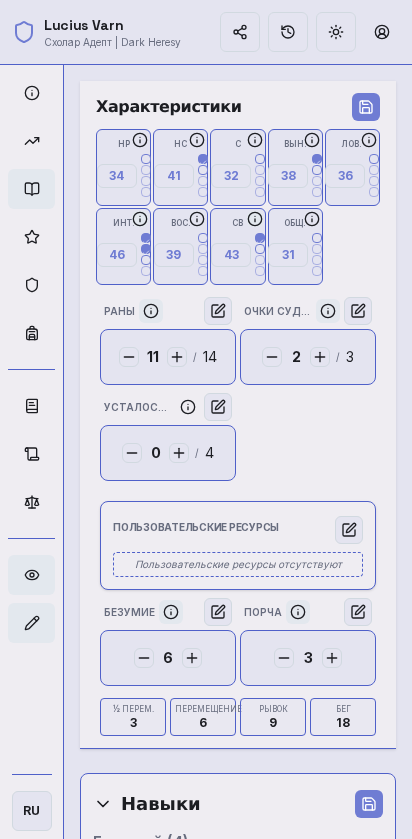 Lucius Varn
Схолар Адепт | Dark Heresy
Характеристики
HP НС С ВЫН. ЛОВ.
34 41 32 38 36
ИНТ. ВОС. СВ ОБЩ.
46 39 43 31
РАНЫ ОЧКИ СУД...
11 / 14 2 / 3
УСТАЛОС...
0 / 4
ПОЛЬЗОВАТЕЛЬСКИЕ РЕСУРСЫ
Пользовательские ресурсы отсутствуют
БЕЗУМИЕ ПОРЧА
6 3
½ ПЕРЕМ. ПЕРЕМЕЩЕНИЕ РЫВОК БЕГ
3 6 9 18
RU
Навыки